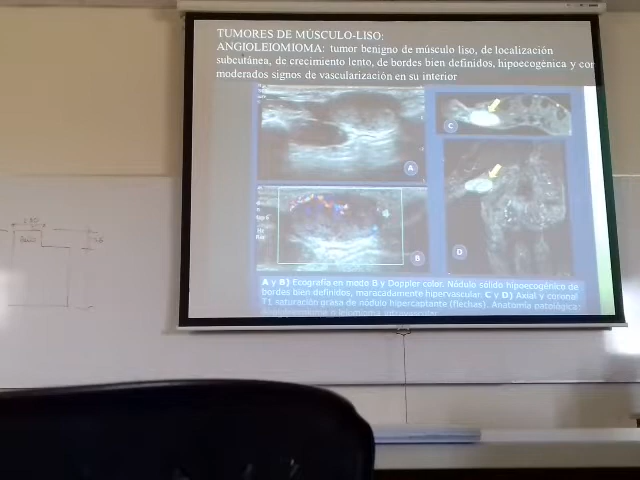 TUMORES DE MÚSCULO-LISO:
ANGIOLEIOMIOMA: tumor benigno de músculo liso, de localización
subcutánea, de crecimiento lento, de bordes bien definidos, hipoecogénica y con
moderados signos de vascularización en su interior
A
C
B
D
A y B) Ecografía en modo B y Doppler color. Nódulo sólido hipoecogénico de
bordes bien definidos, maracadamente hipervascular. C y D) Axial y coronal
T1 saturación grasa de nódulo hipercaptante (flechas). Anatomía patológica: